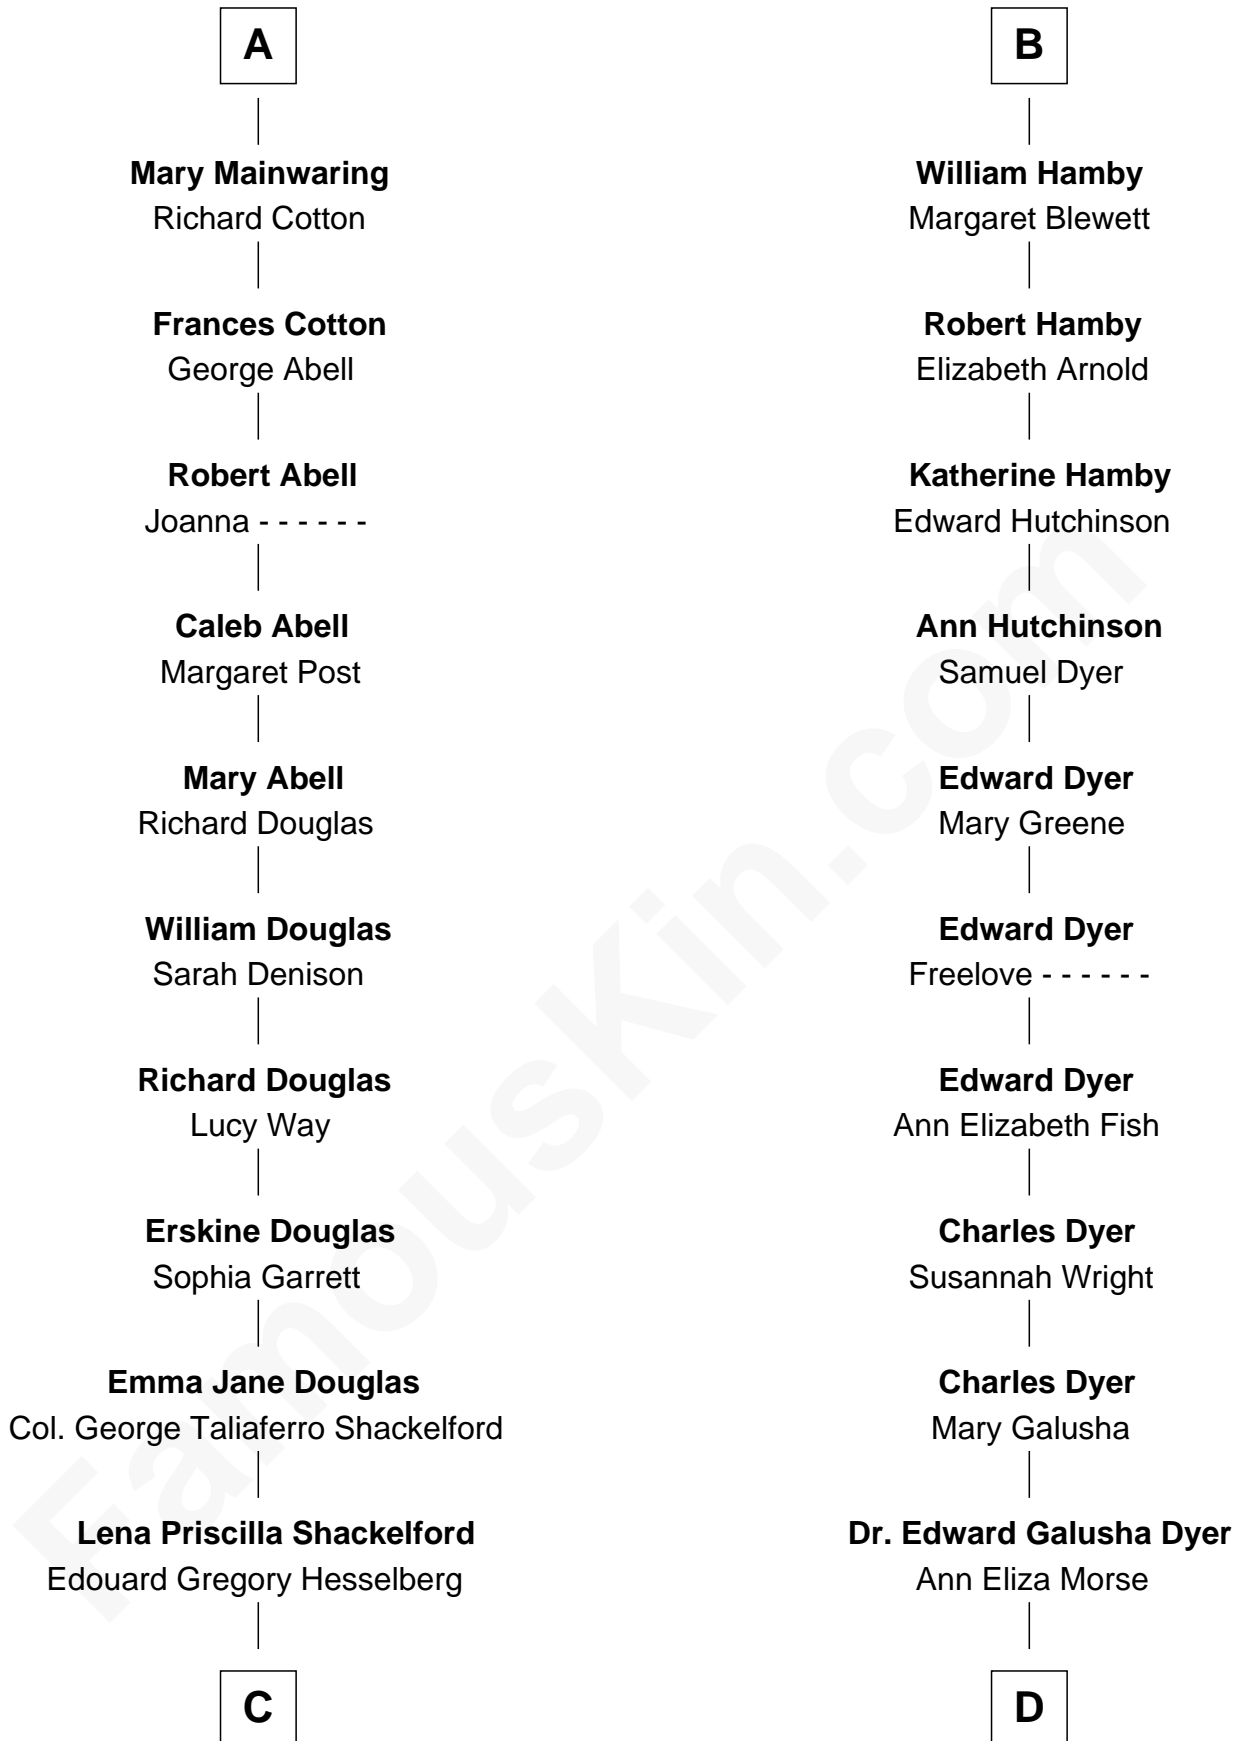 A
Mary Mainwaring
Richard Cotton
Frances Cotton
George Abell
Robert Abell
Joanna - - - - - -
Caleb Abell
Margaret Post
Mary Abell
Richard Douglas
William Douglas
Sarah Denison
Richard Douglas
Lucy Way
Erskine Douglas
Sophia Garrett
Emma Jane Douglas
Col. George Taliaferro Shackelford
Lena Priscilla Shackelford
Edouard Gregory Hesselberg
C
B
William Hamby
Margaret Blewett
Robert Hamby
Elizabeth Arnold
Katherine Hamby
Edward Hutchinson
Ann Hutchinson
Samuel Dyer
Edward Dyer
Mary Greene
Edward Dyer
Freelove - - - - - -
Edward Dyer
Ann Elizabeth Fish
Charles Dyer
Susannah Wright
Charles Dyer
Mary Galusha
Dr. Edward Galusha Dyer
Ann Eliza Morse
D
FamousKin.com